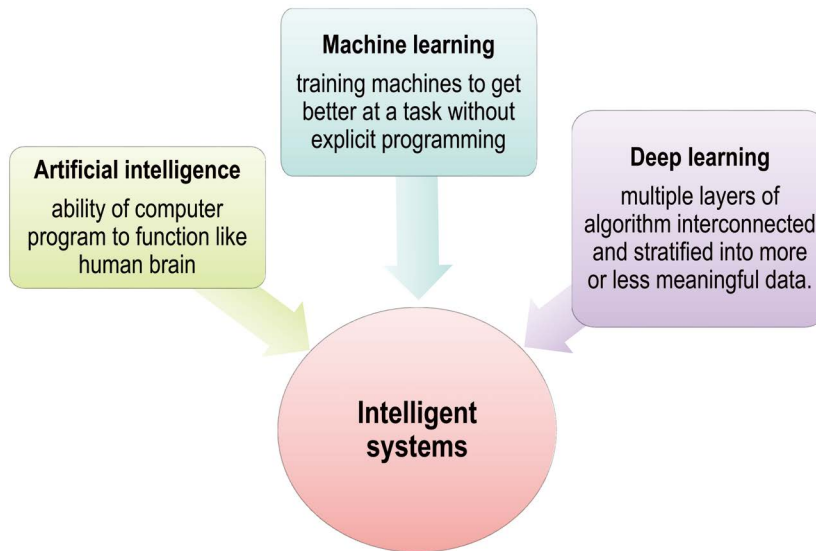 Machine learning
training machines to get
better at a task without
explicit programming
Artificial intelligence
ability of computer
program to function like
human brain
Deep learning
multiple layers of
algorithm interconnected
and stratified into more
or less meaningful data.
Intelligent
systems